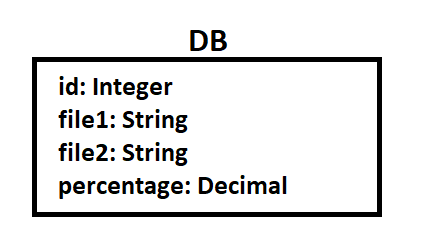 DB
id: Integer
file1: String
file2: String
percentage: Decimal